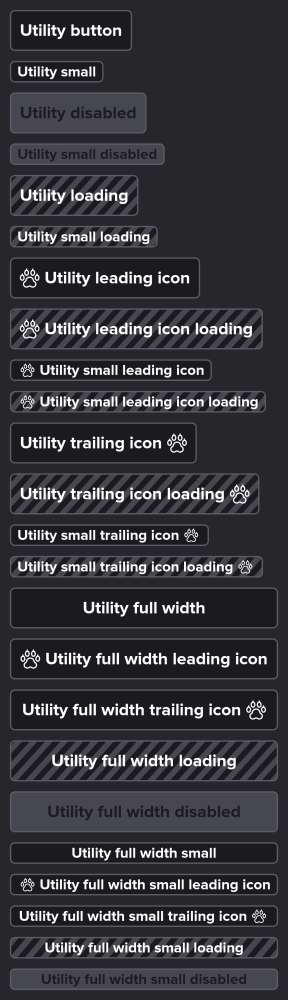 Utility button
Utility small
Utility disabled
Utility small disabled
Utility loading
Utility small loading
Utility leading icon
Utility leading icon loading
Utility small leading icon
Utility small leading icon loading
Utility trailing icon
Utility trailing icon loading
Utility small trailing icon
Utility small trailing icon loading
Utility full width
Utility full width leading icon
Utility full width trailing icon
Utility full width loading
Utility full width disabled
Utility full width small
Utility full width small leading icon
Utility full width small trailing icon
Utility full width small loading
Utility full width small disabled